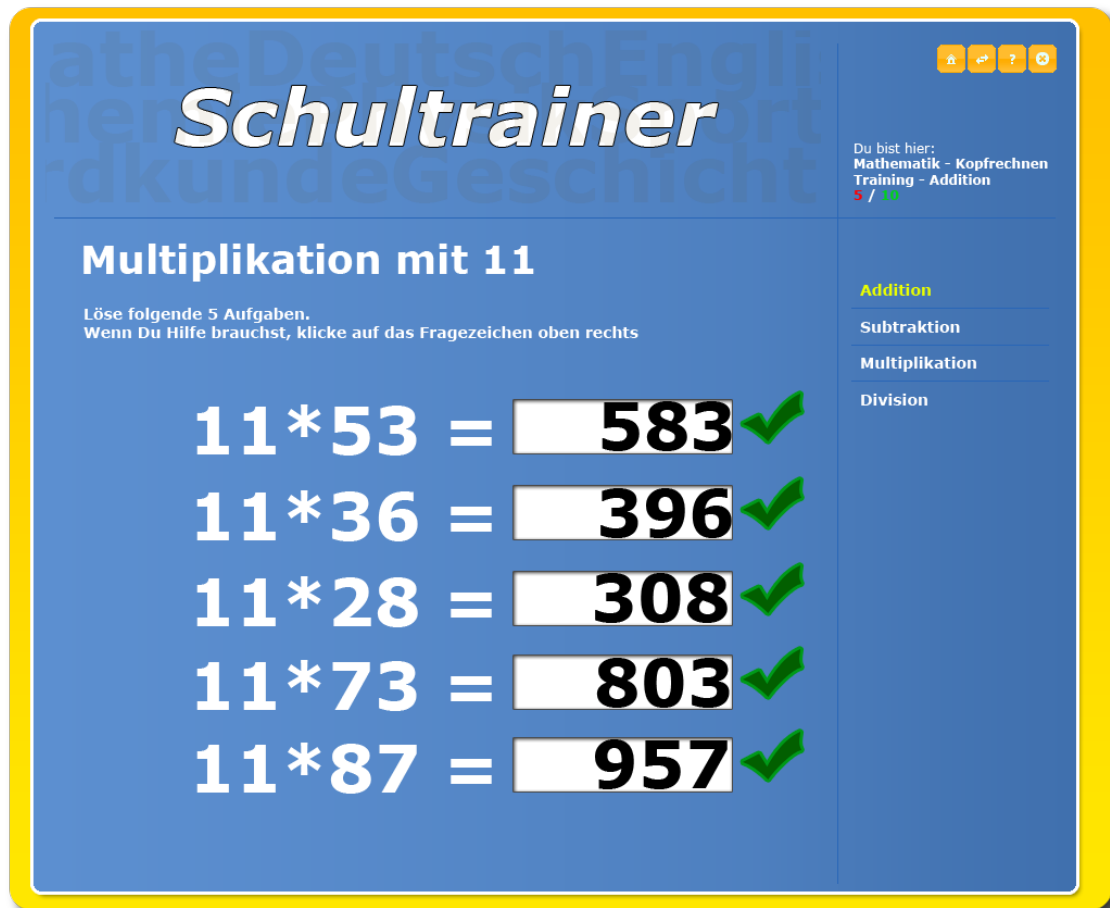 atheDeutschEngli
Schultrainer
rdkundeGeschicht
Du bist hier:
Mathematik - Kopfrechnen
Training - Addition
5 / 10
Multiplikation mit 11
Löse folgende 5 Aufgaben.
Wenn Du Hilfe brauchst, klicke auf das Fragezeichen oben rechts
11*53 = 583
11*36 = 396
11*28 = 308
11*73 = 803
11*87 = 957
Addition
Subtraktion
Multiplikation
Division